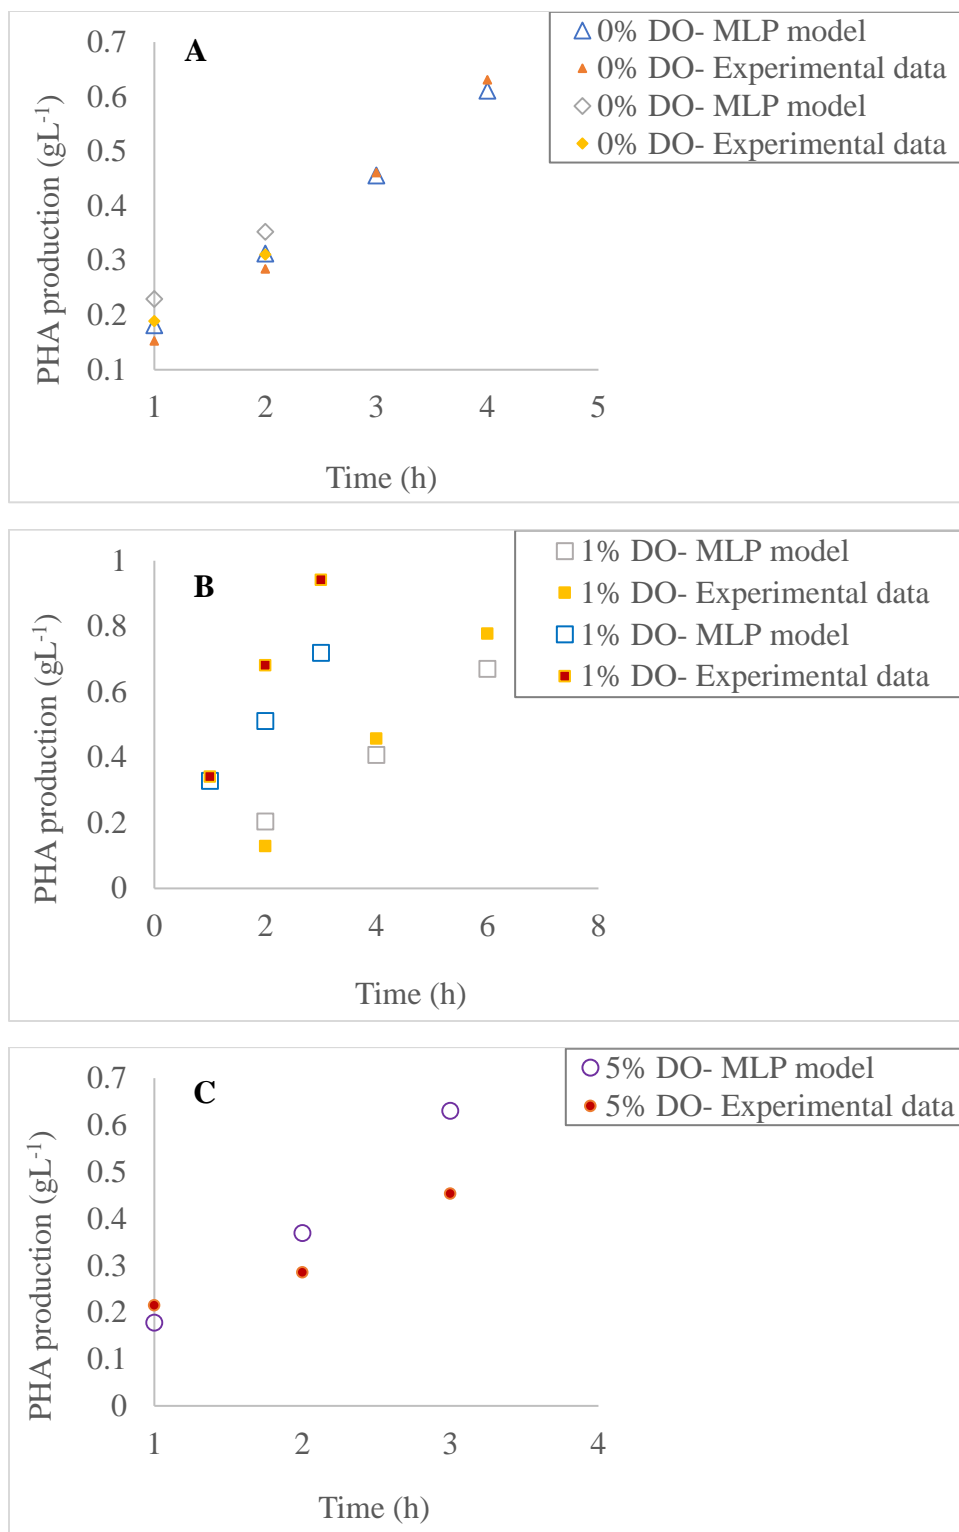 A
0% DO- MLP model
0% DO- Experimental data
0% DO- MLP model
0% DO- Experimental data
PHA production (gL⁻¹)
0.7
0.6
0.5
0.4
0.3
0.2
0.1
1 2 3 4 5
Time (h)
B
1% DO- MLP model
1% DO- Experimental data
1% DO- MLP model
1% DO- Experimental data
PHA production (gL⁻¹)
1
0.8
0.6
0.4
0.2
0
0 2 4 6 8
Time (h)
C
5% DO- MLP model
5% DO- Experimental data
PHA production (gL⁻¹)
0.7
0.6
0.5
0.4
0.3
0.2
0.1
0
1 2 3 4
Time (h)